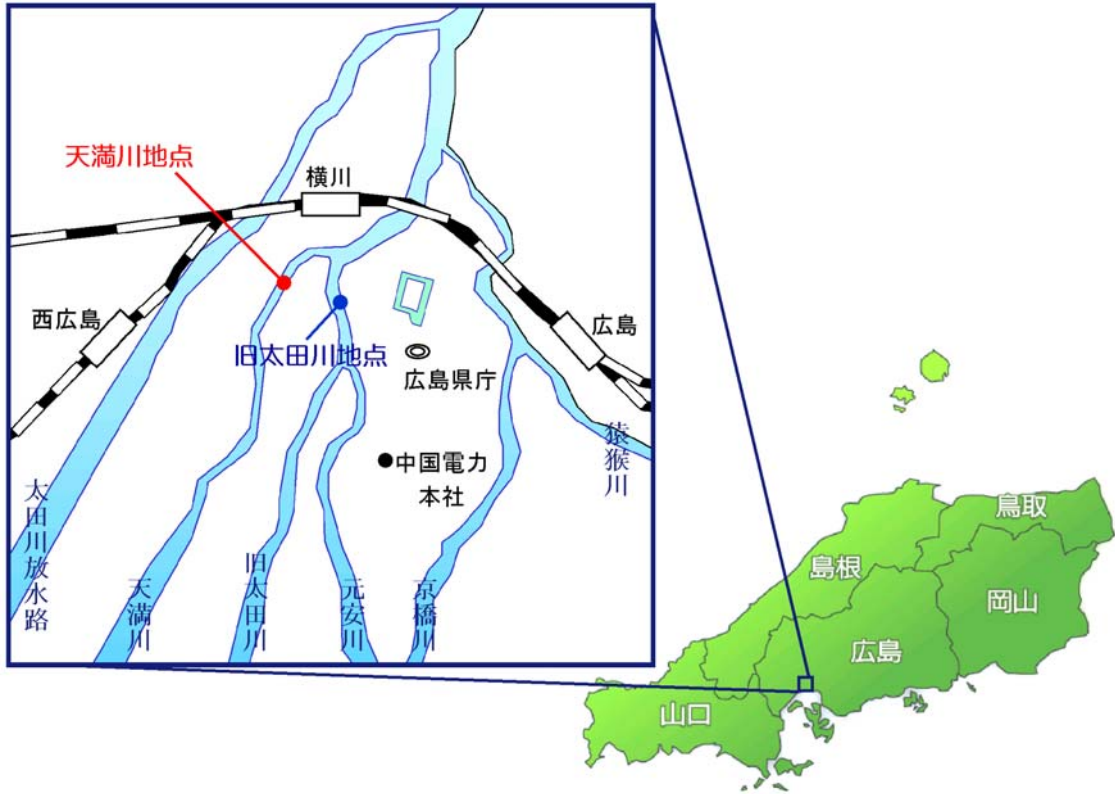 天満川地点
横川
西広島
広島
旧太田川地点
広島県庁
猿猴川
●中国電力
本社
太田川放水路
天満川
旧太田川
元安川
京橋川
鳥取
島根
岡山
広島
山口